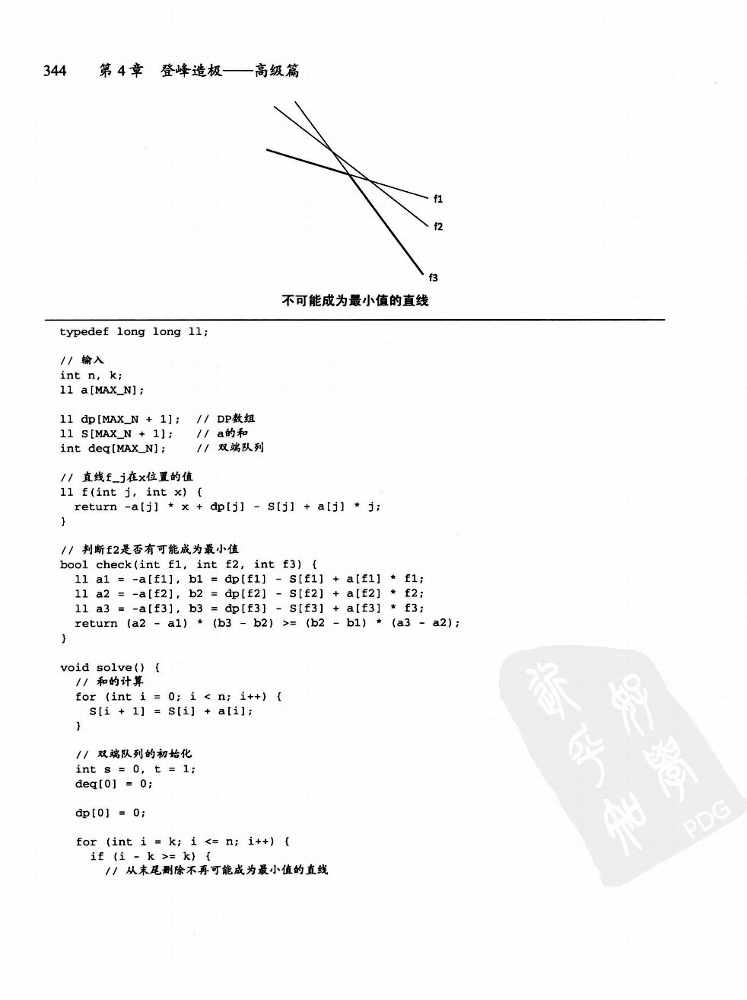 344 第4章 登峰造极——高级篇
f1
f2
f3
不可能成为最小值的直线
typedef long long ll;
// 输入
int n, k;
ll a[MAX_N];
ll dp[MAX_N + 1]; // DP数组
ll S[MAX_N + 1]; // a的和
int deq[MAX_N]; // 双端队列
// 直线f_j在x位置的值
ll f(int j, int x) {
return -a[j] * x + dp[j] - S[j] + a[j] * j;
}
// 判断f2是否有可能成为最小值
bool check(int f1, int f2, int f3) {
ll a1 = -a[f1], b1 = dp[f1] - S[f1] + a[f1] * f1;
ll a2 = -a[f2], b2 = dp[f2] - S[f2] + a[f2] * f2;
ll a3 = -a[f3], b3 = dp[f3] - S[f3] + a[f3] * f3;
return (a2 - a1) * (b3 - b2) >= (b2 - b1) * (a3 - a2);
}
void solve() {
// 和的计算
for (int i = 0; i < n; i++) {
S[i + 1] = S[i] + a[i];
}
// 双端队列的初始化
int s = 0, t = 1;
deq[0] = 0;
dp[0] = 0;
for (int i = k; i <= n; i++) {
if (i - k >= k) {
// 从末尾删除不再可能成为最小值的直线
PDG